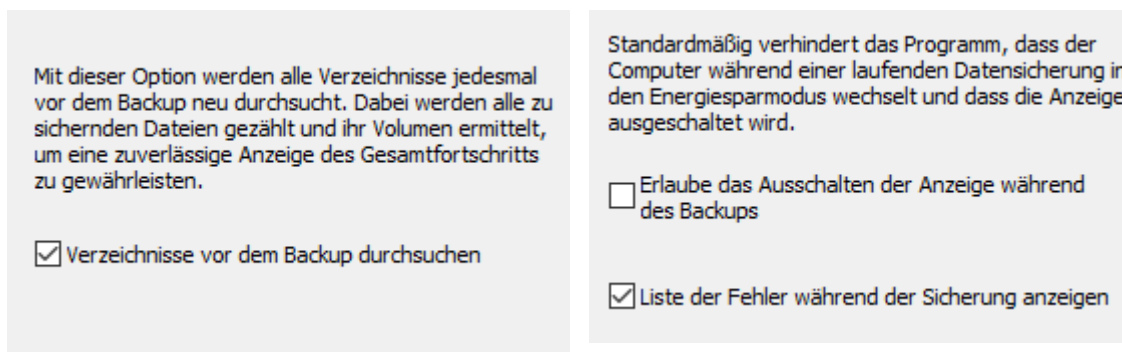 Mit dieser Option werden alle Verzeichnisse jedesmal
vor dem Backup neu durchsucht. Dabei werden alle zu
sichernden Dateien gezählt und ihr Volumen ermittelt,
um eine zuverlässige Anzeige des Gesamtfortschritts
zu gewährleisten.
Verzeichnisse vor dem Backup durchsuchen
Standardmäßig verhindert das Programm, dass der
Computer während einer laufenden Datensicherung in
den Energiesparmodus wechselt und dass die Anzeige
ausgeschaltet wird.
Erlaube das Ausschalten der Anzeige während
des Backups
Liste der Fehler während der Sicherung anzeigen